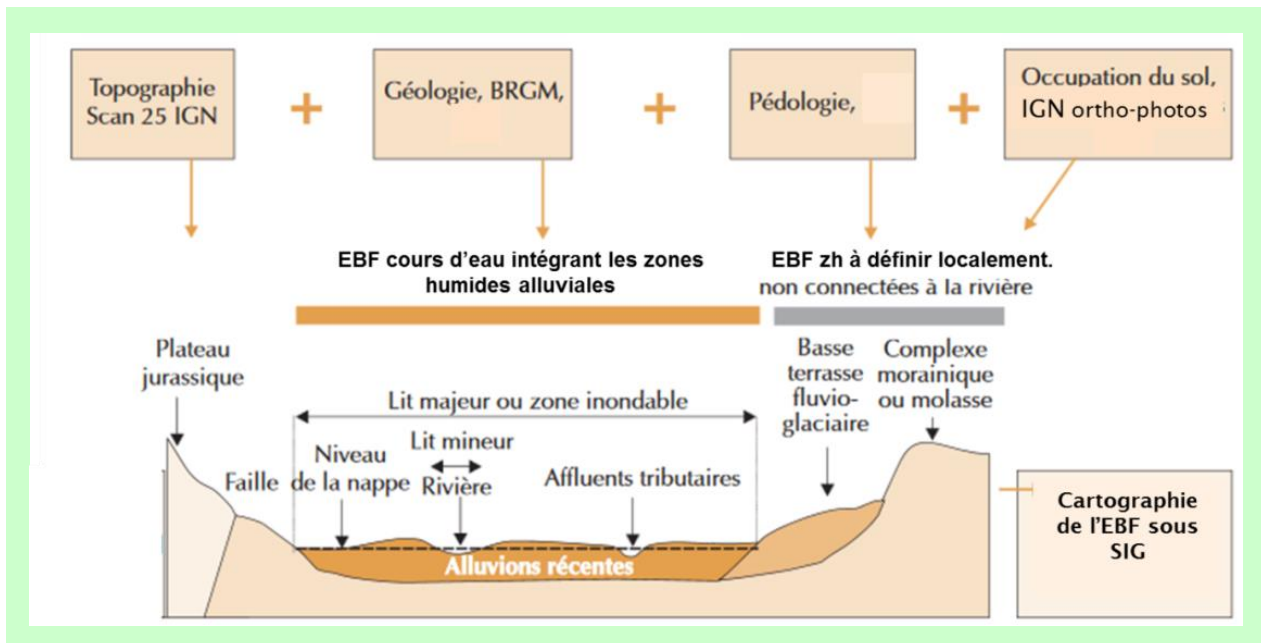 Topographie
Scan 25 IGN
+
Géologie, BRGM,
+
Pédologie,
+
Occupation du sol,
IGN ortho-photos
EBF cours d’eau intégrant les zones
humides alluviales
EBF zh à définir localement.
non connectées à la rivière
Plateau
jurassique
Basse
terrasse
fluvio-
glaciaire
Complexe
morainique
ou molasse
Lit majeur ou zone inondable
Lit mineur
Niveau
de la nappe
Faille
Rivière
Affluents tributaires
Alluvions récentes
Cartographie
de l’EBF sous
SIG